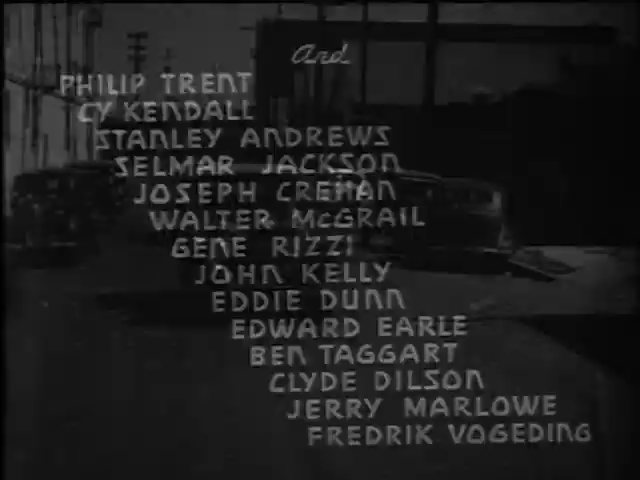 And
PHILIP TRENT
CY KENDALL
STANLEY ANDREWS
SELMAR JACKSON
JOSEPH CREHAN
WALTER McGRAIL
GENE RIZZI
JOHN KELLY
EDDIE DUNN
EDWARD EARLE
BEN TAGGART
CLYDE DILSON
JERRY MARLOWE
FREDRIK VOGEDING